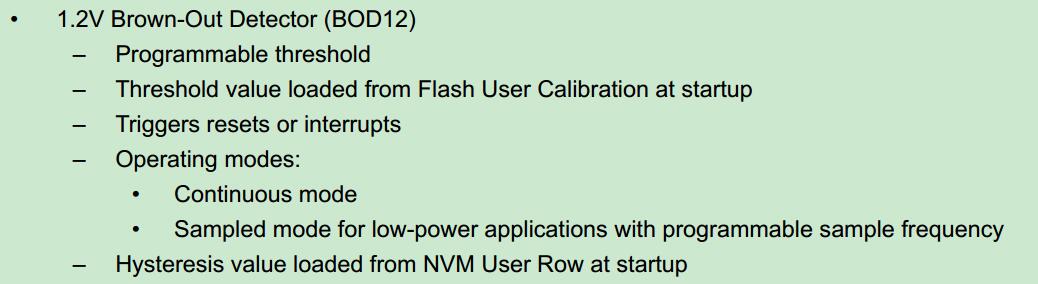 • 1.2V Brown-Out Detector (BOD12)
– Programmable threshold
– Threshold value loaded from Flash User Calibration at startup
– Triggers resets or interrupts
– Operating modes:
• Continuous mode
• Sampled mode for low-power applications with programmable sample frequency
– Hysteresis value loaded from NVM User Row at startup